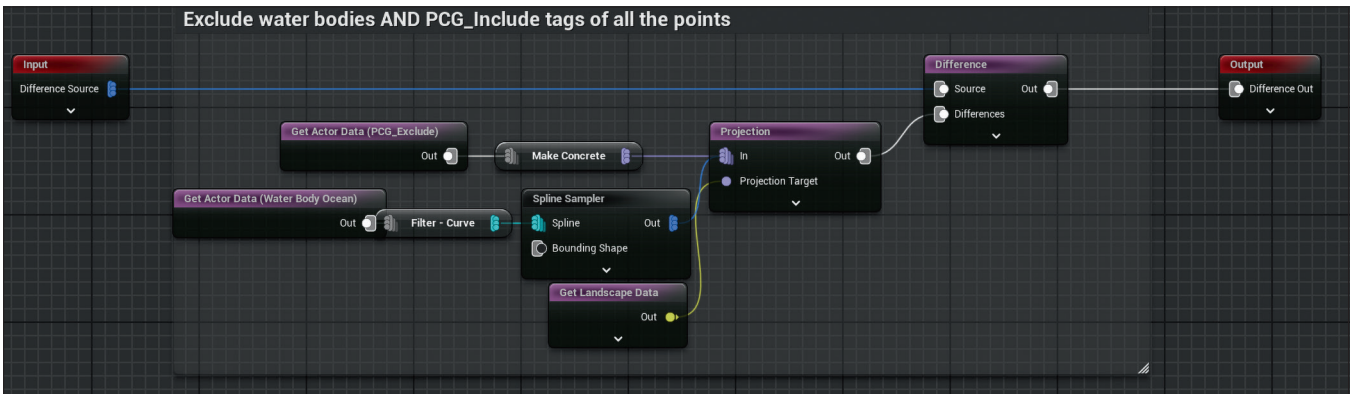 Exclude water bodies AND PCG_Include tags of all the points
Input
Difference Source
Difference
Source Out
Differences
Output
Difference Out
Get Actor Data (PCG_Exclude)
Out
Make Concrete
Projection
In Out
Projection Target
Get Actor Data (Water Body Ocean)
Out
Filter - Curve
Spline Sampler
Spline Out
Bounding Shape
Get Landscape Data
Out